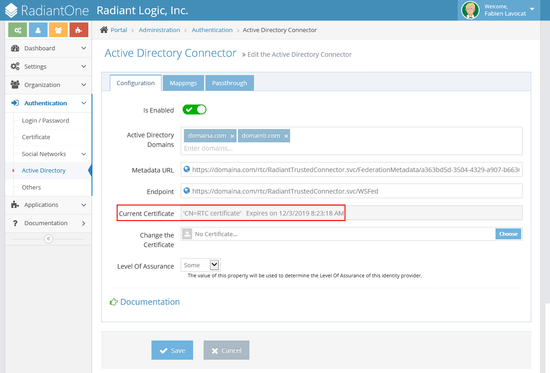 RadiantOne
Radiant Logic, Inc.
Welcome,
Fabien Lavocat
Portal Administration Authentication Active Directory Connector
Active Directory Connector » Edit the Active Directory Connector
Dashboard
Settings
Organization
Authentication
Login / Password
Certificate
Social Networks
Active Directory
Others
Applications
Documentation
Configuration Mappings Passthrough
Is Enabled
Active Directory Domains
domaina.com × domainb.com ×
Enter domains...
Metadata URL
https://domaina.com/rtc/RadiantTrustedConnector.svc/FederationMetadata/a363bd5d-3504-4329-a907-b663
Endpoint
https://domaina.com/rtc/RadiantTrustedConnector.svc/WSFed
Current Certificate
'CN=RTC certificate' Expires on 12/3/2019 8:23:18 AM
Change the Certificate
No Certificate...
Choose
Level Of Assurance
Some
The value of this property will be used to determine the Level Of Assurance of this identity provider.
Documentation
Save
Cancel